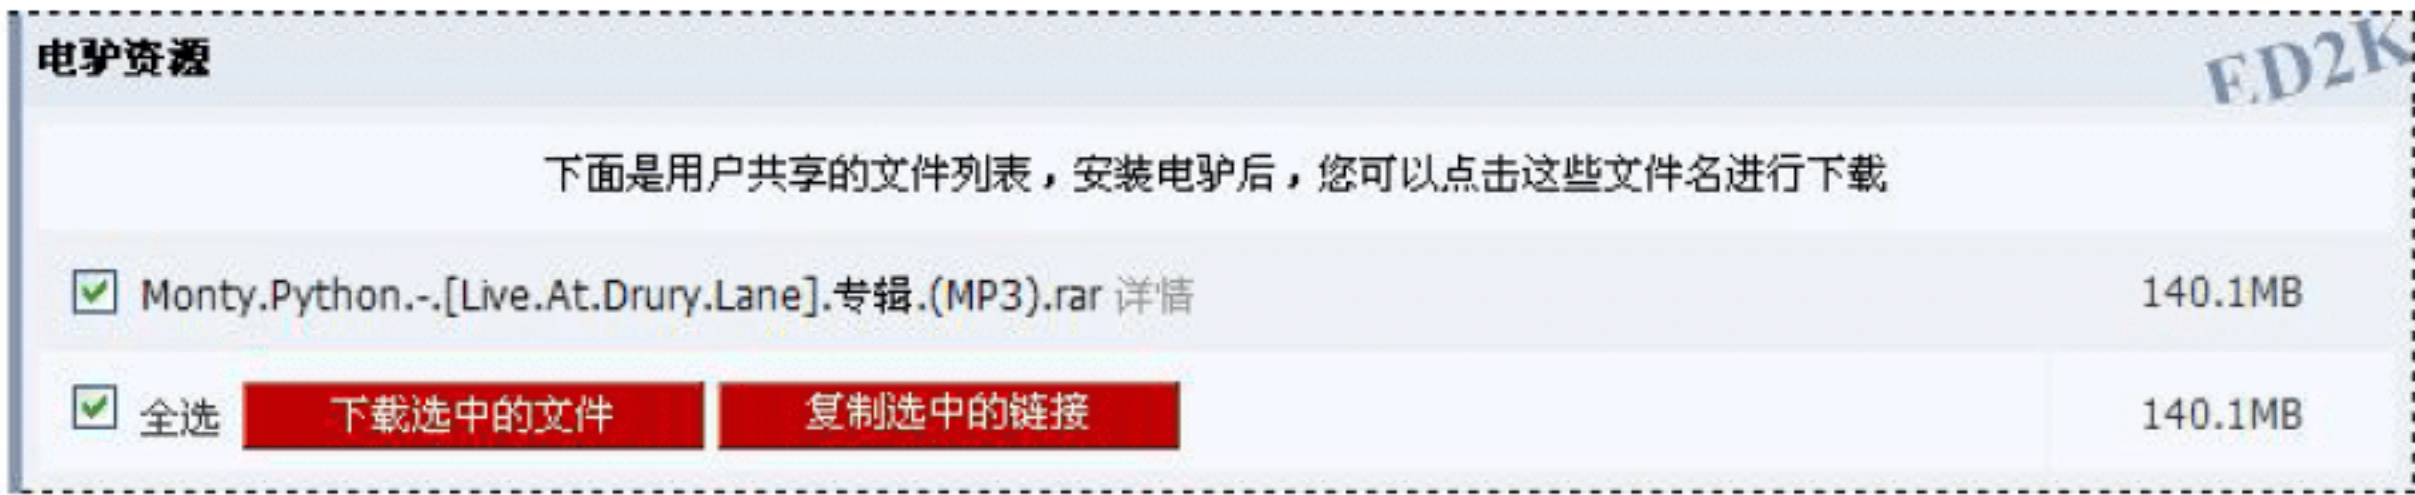 电驴资源
ED2K
下面是用户共享的文件列表，安装电驴后，您可以点击这些文件名进行下载
Monty.Python.-.[Live.At.Drury.Lane].专辑.(MP3).rar 详情 140.1MB
全选 下载选中的文件 复制选中的链接 140.1MB